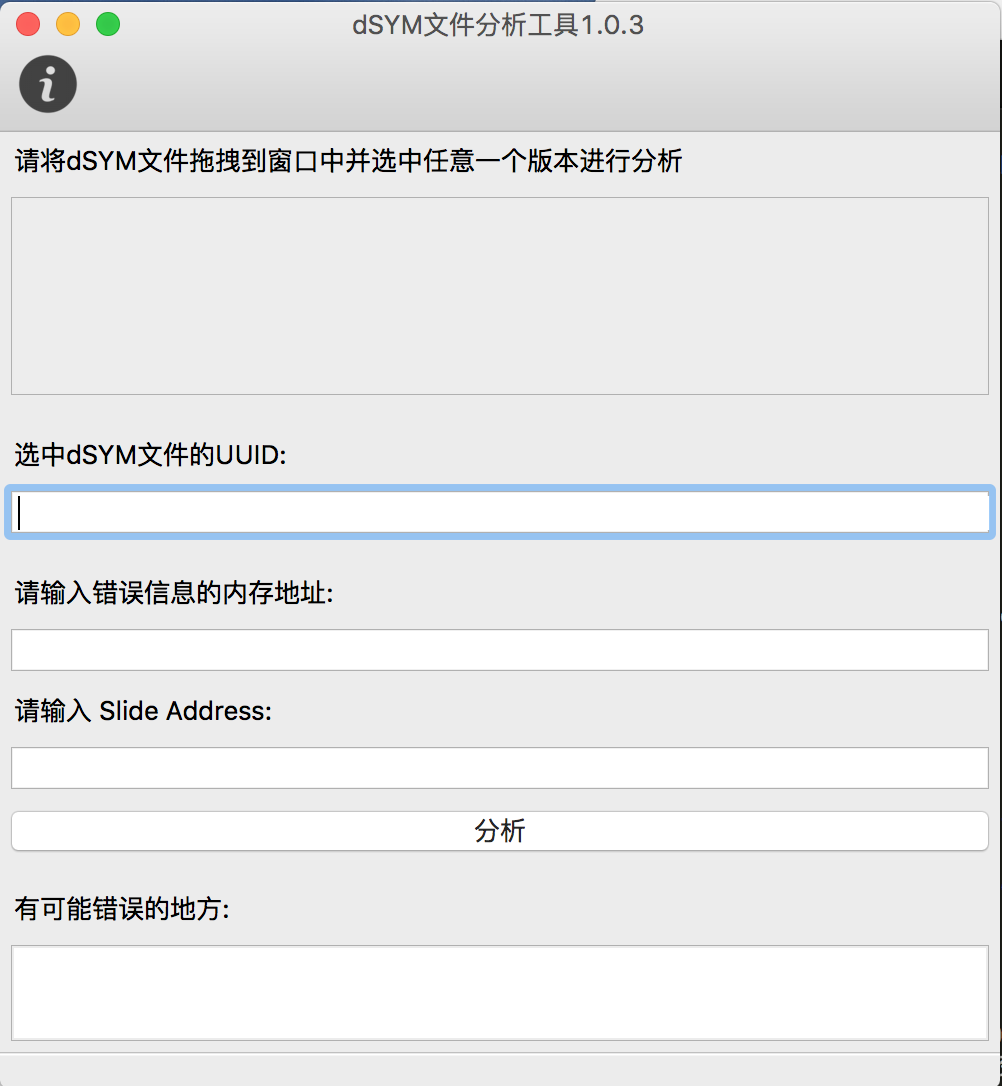 dSYM文件分析工具1.0.3
请将dSYM文件拖拽到窗口中并选中任意一个版本进行分析
选中dSYM文件的UUID:
请输入错误信息的内存地址:
请输入 Slide Address:
分析
有可能错误的地方: